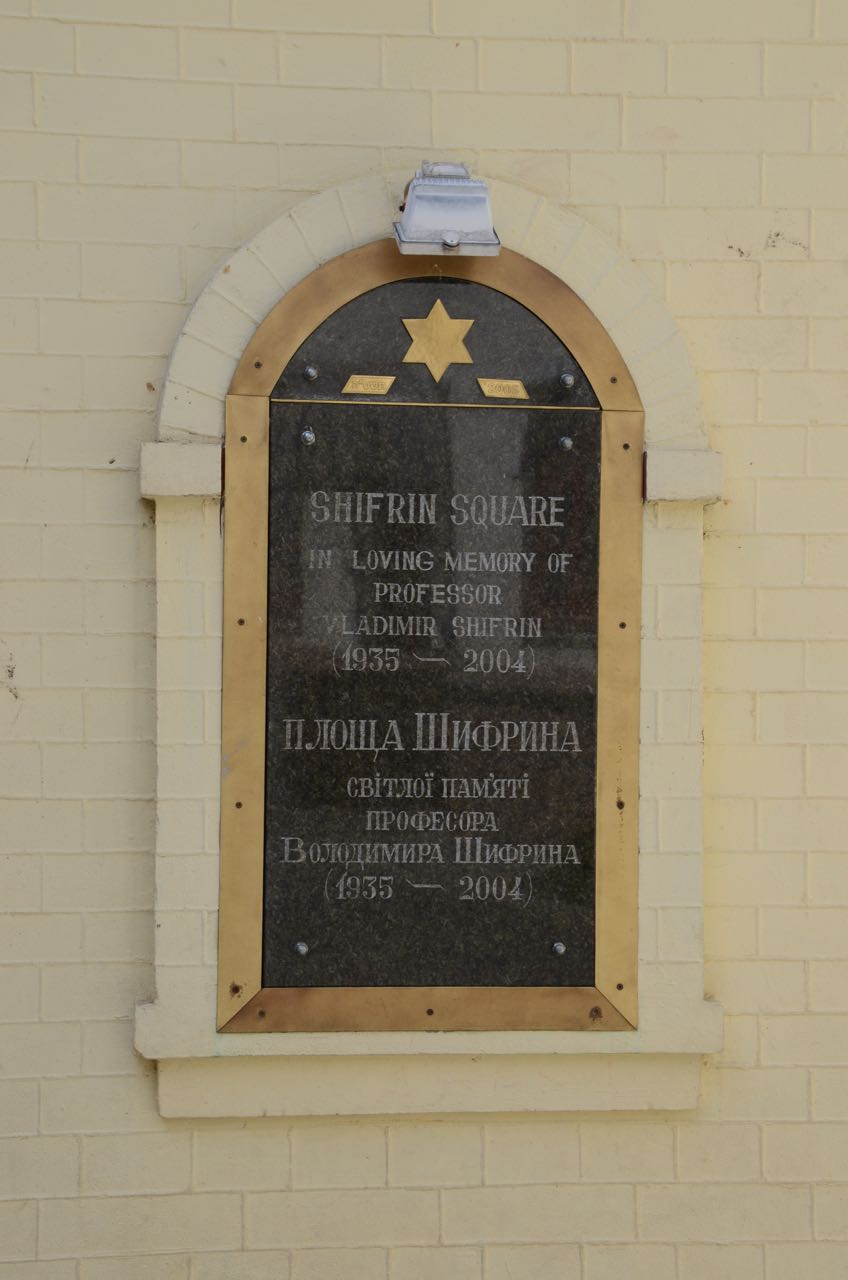 SHIFRIN SQUARE
IN LOVING MEMORY OF
PROFESSOR
VLADIMIR SHIFRIN
(1935 — 2004)
ПЛОЩА ШИФРИНА
СВІТЛОЇ ПАМ'ЯТІ
ПРОФЕСОРА
ВОЛОДИМИРА ШИФРИНА
(1935 — 2004)